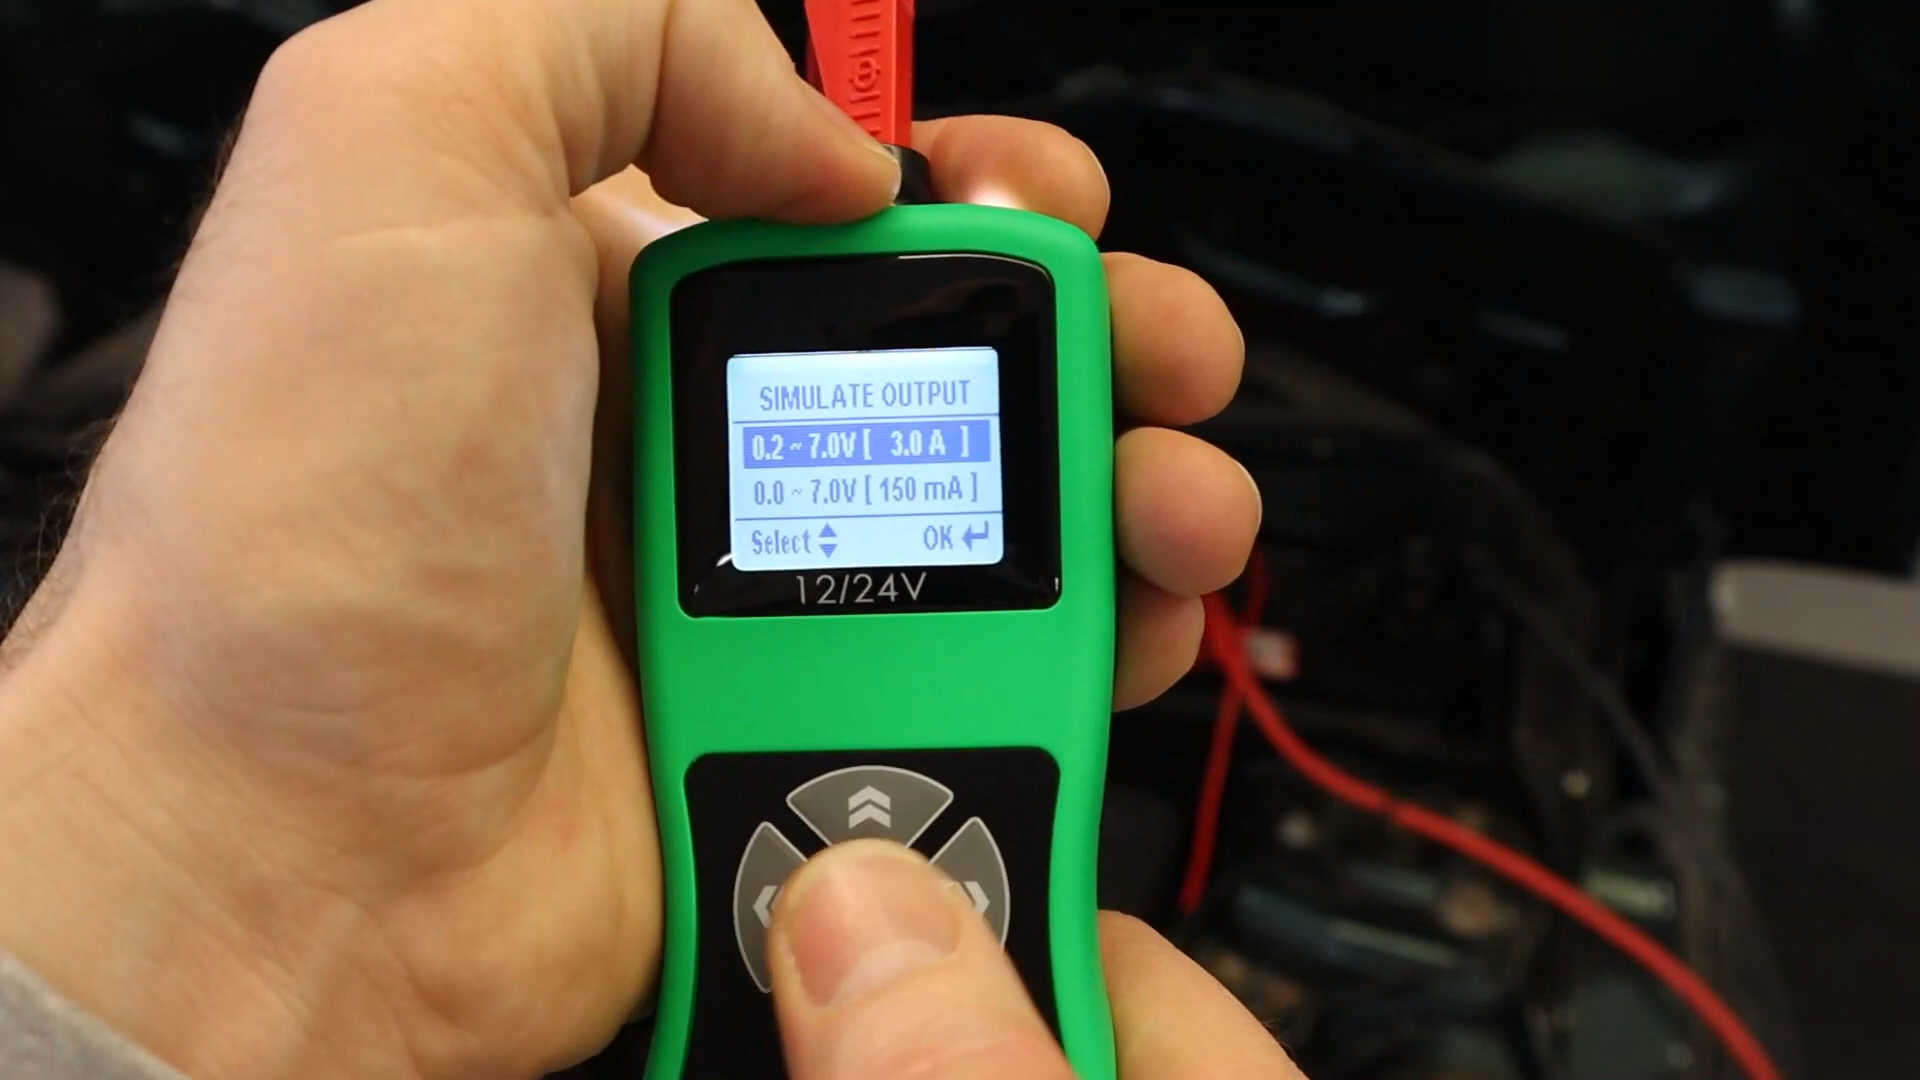 SIMULATE OUTPUT
0.2 ~ 7.0V [ 3.0 A ]
0.0 ~ 7.0V [ 150 mA ]
Select OK
12/24V